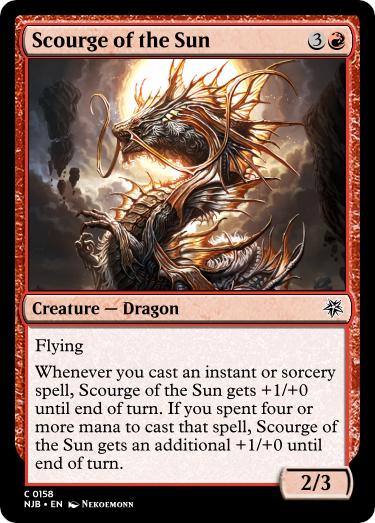 Scourge of the Sun 3
Creature — Dragon
Flying
Whenever you cast an instant or sorcery
spell, Scourge of the Sun gets +1/+0
until end of turn. If you spent four or
more mana to cast that spell, Scourge of
the Sun gets an additional +1/+0 until
end of turn.
2/3
C 0158
NJB • EN Nekoemonn